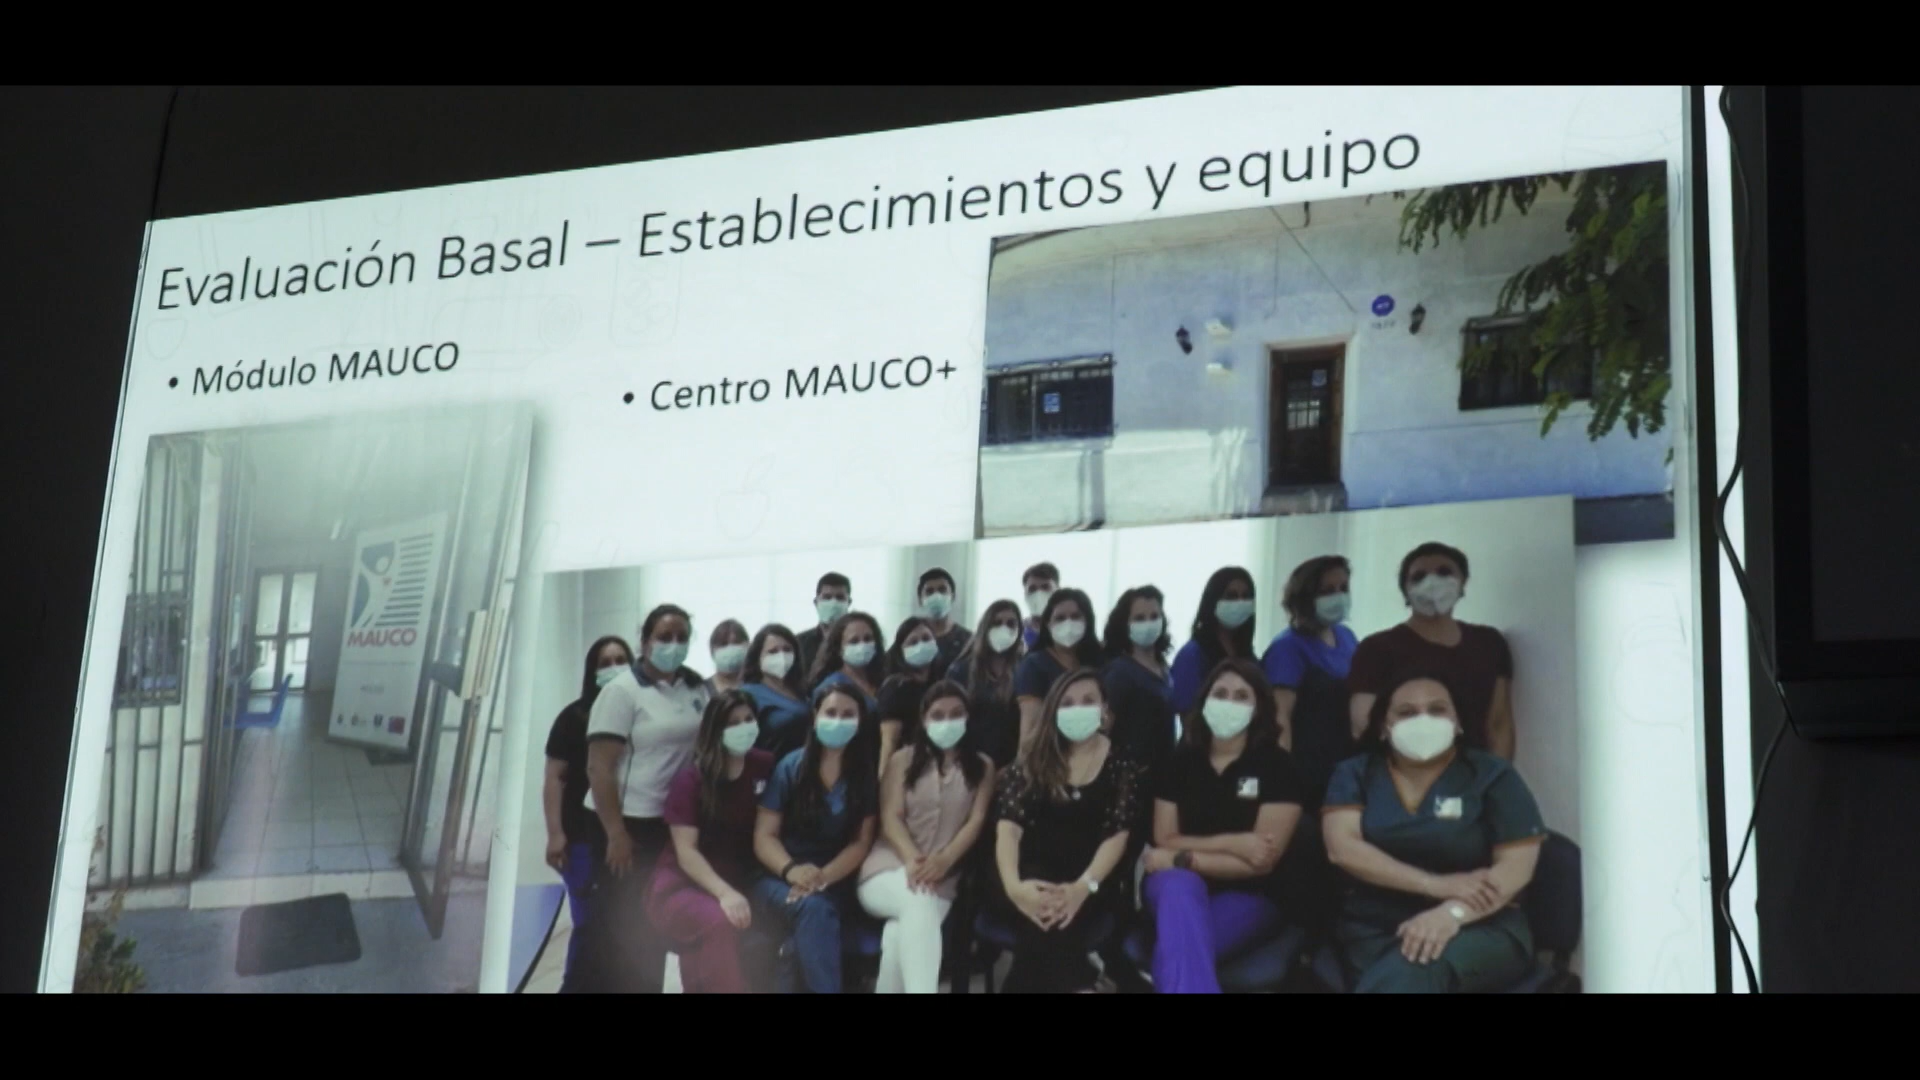 Evaluación Basal – Establecimientos y equipo
• Módulo MAUCO
• Centro MAUCO+
MAUCO